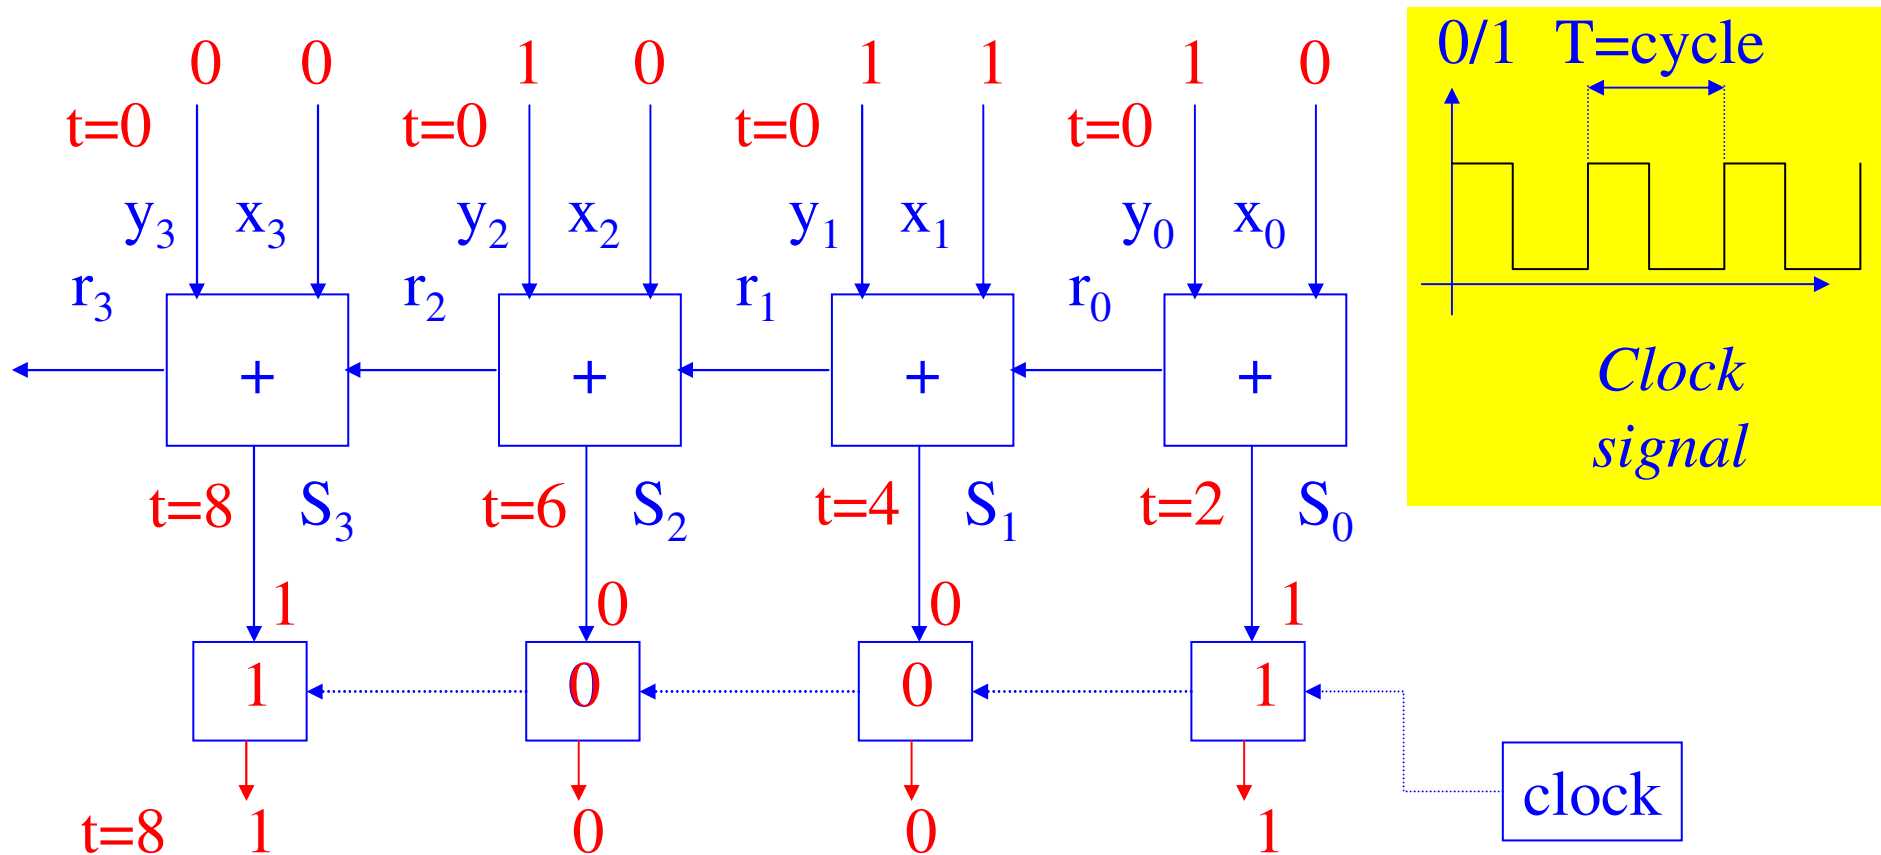 0 0 1 0 1 1 1 0
t=0 t=0 t=0 t=0
y3 x3 y2 x2 y1 x1 y0 x0
r3 r2 r1 r0
+ + + +
t=8 S3 t=6 S2 t=4 S1 t=2 S0
1 0 0 1
1 0 0 1
t=8 1 0 0 1
0/1 T=cycle
Clock
signal
clock